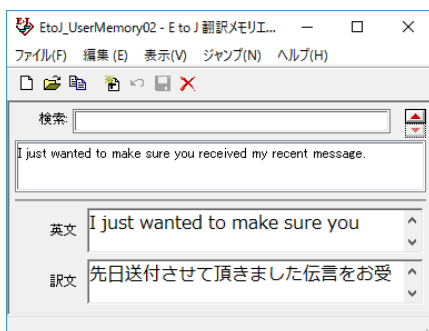 EtoJ_UserMemory02 - E to J 翻訳メモリエ...
ファイル(F) 編集(E) 表示(V) ジャンプ(N) ヘルプ(H)
検索:
I just wanted to make sure you received my recent message.
英文 I just wanted to make sure you
訳文 先日送付させて頂きました伝言をお受